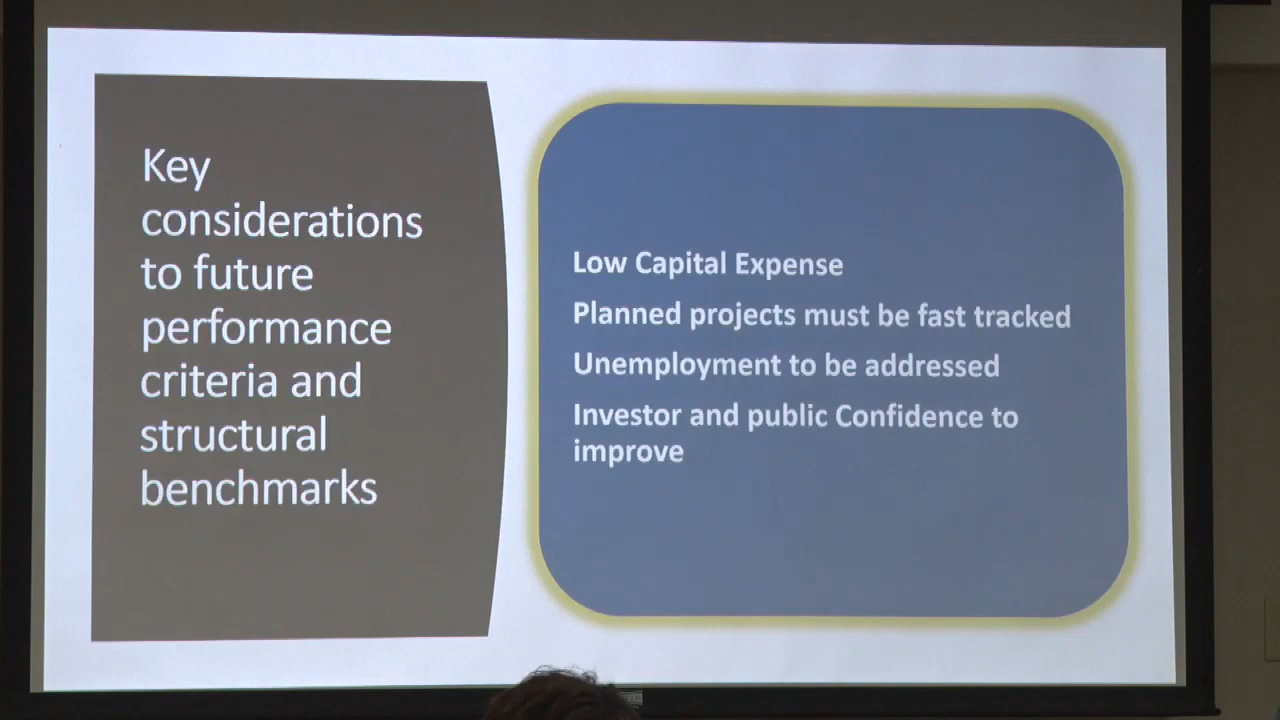 Key
considerations
to future
performance
criteria and
structural
benchmarks
Low Capital Expense
Planned projects must be fast tracked
Unemployment to be addressed
Investor and public Confidence to
improve